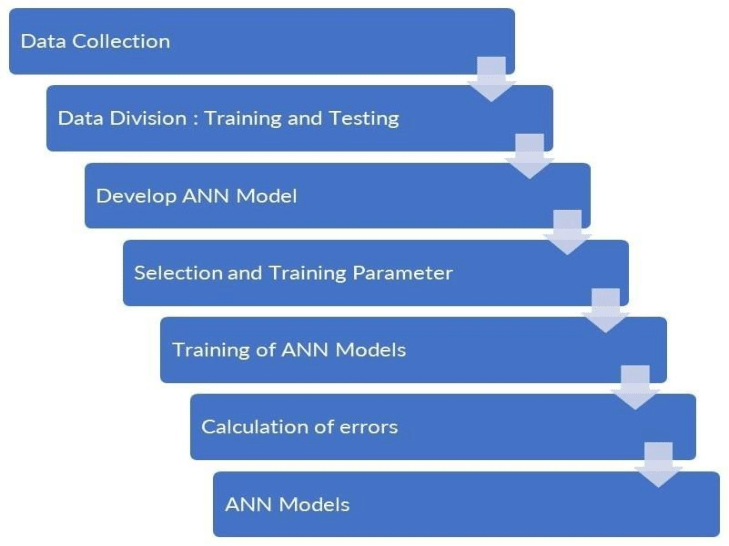 Data Collection
Data Division : Training and Testing
Develop ANN Model
Selection and Training Parameter
Training of ANN Models
Calculation of errors
ANN Models